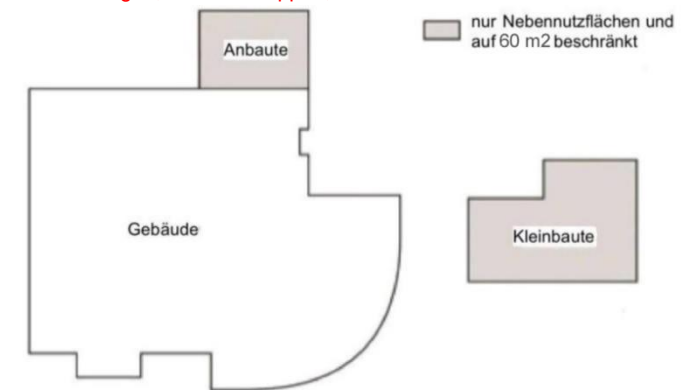 nur Nebennutzflächen und
auf 60 m2 beschränkt
Anbaute
Gebäude
Kleinbaute